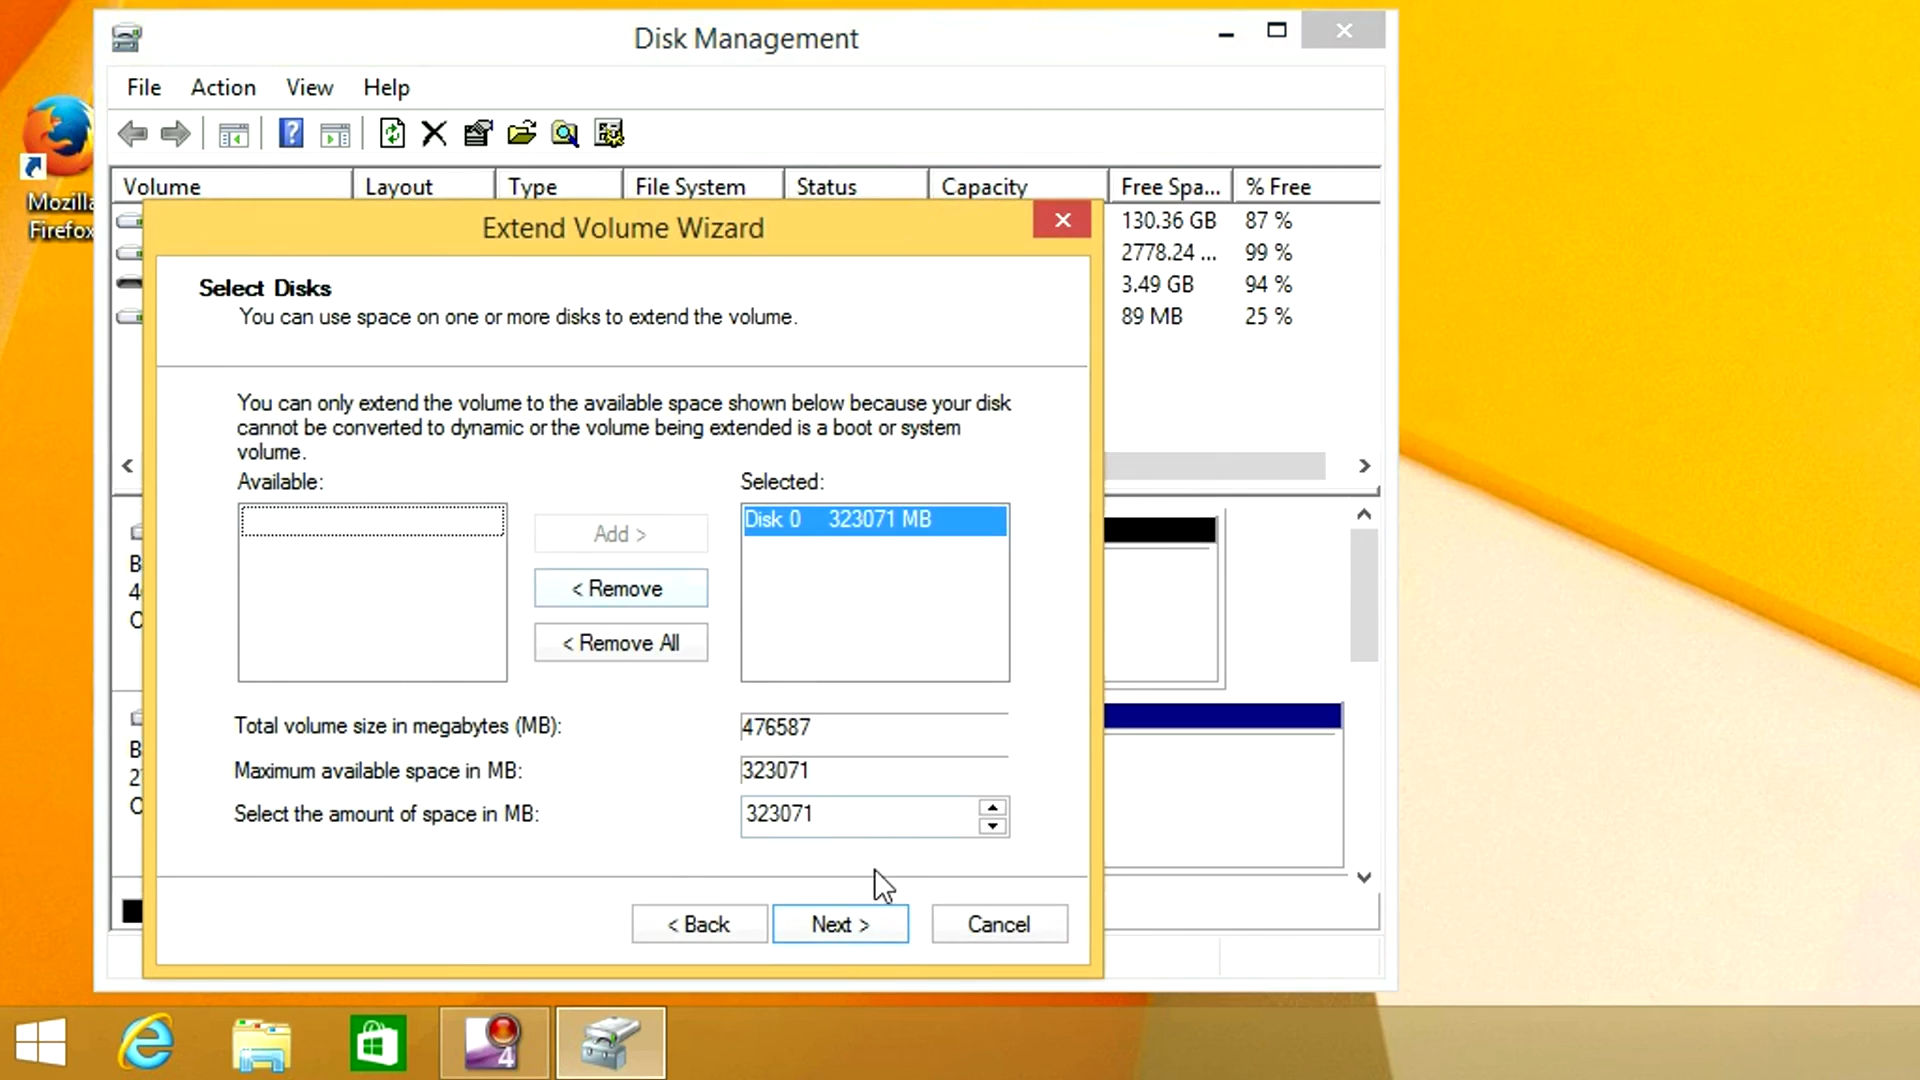 Disk Management
File Action View Help
Mozilla
Firefox
Volume Layout Type File System Status Capacity Free Spa... % Free
130.36 GB 87 %
2778.24 ... 99 %
3.49 GB 94 %
89 MB 25 %
Extend Volume Wizard
Select Disks
You can use space on one or more disks to extend the volume.
You can only extend the volume to the available space shown below because your disk
cannot be converted to dynamic or the volume being extended is a boot or system
volume.
Available: Selected:
Disk 0 323071 MB
Add >
< Remove
< Remove All
Total volume size in megabytes (MB): 476587
Maximum available space in MB: 323071
Select the amount of space in MB: 323071
< Back Next > Cancel
4